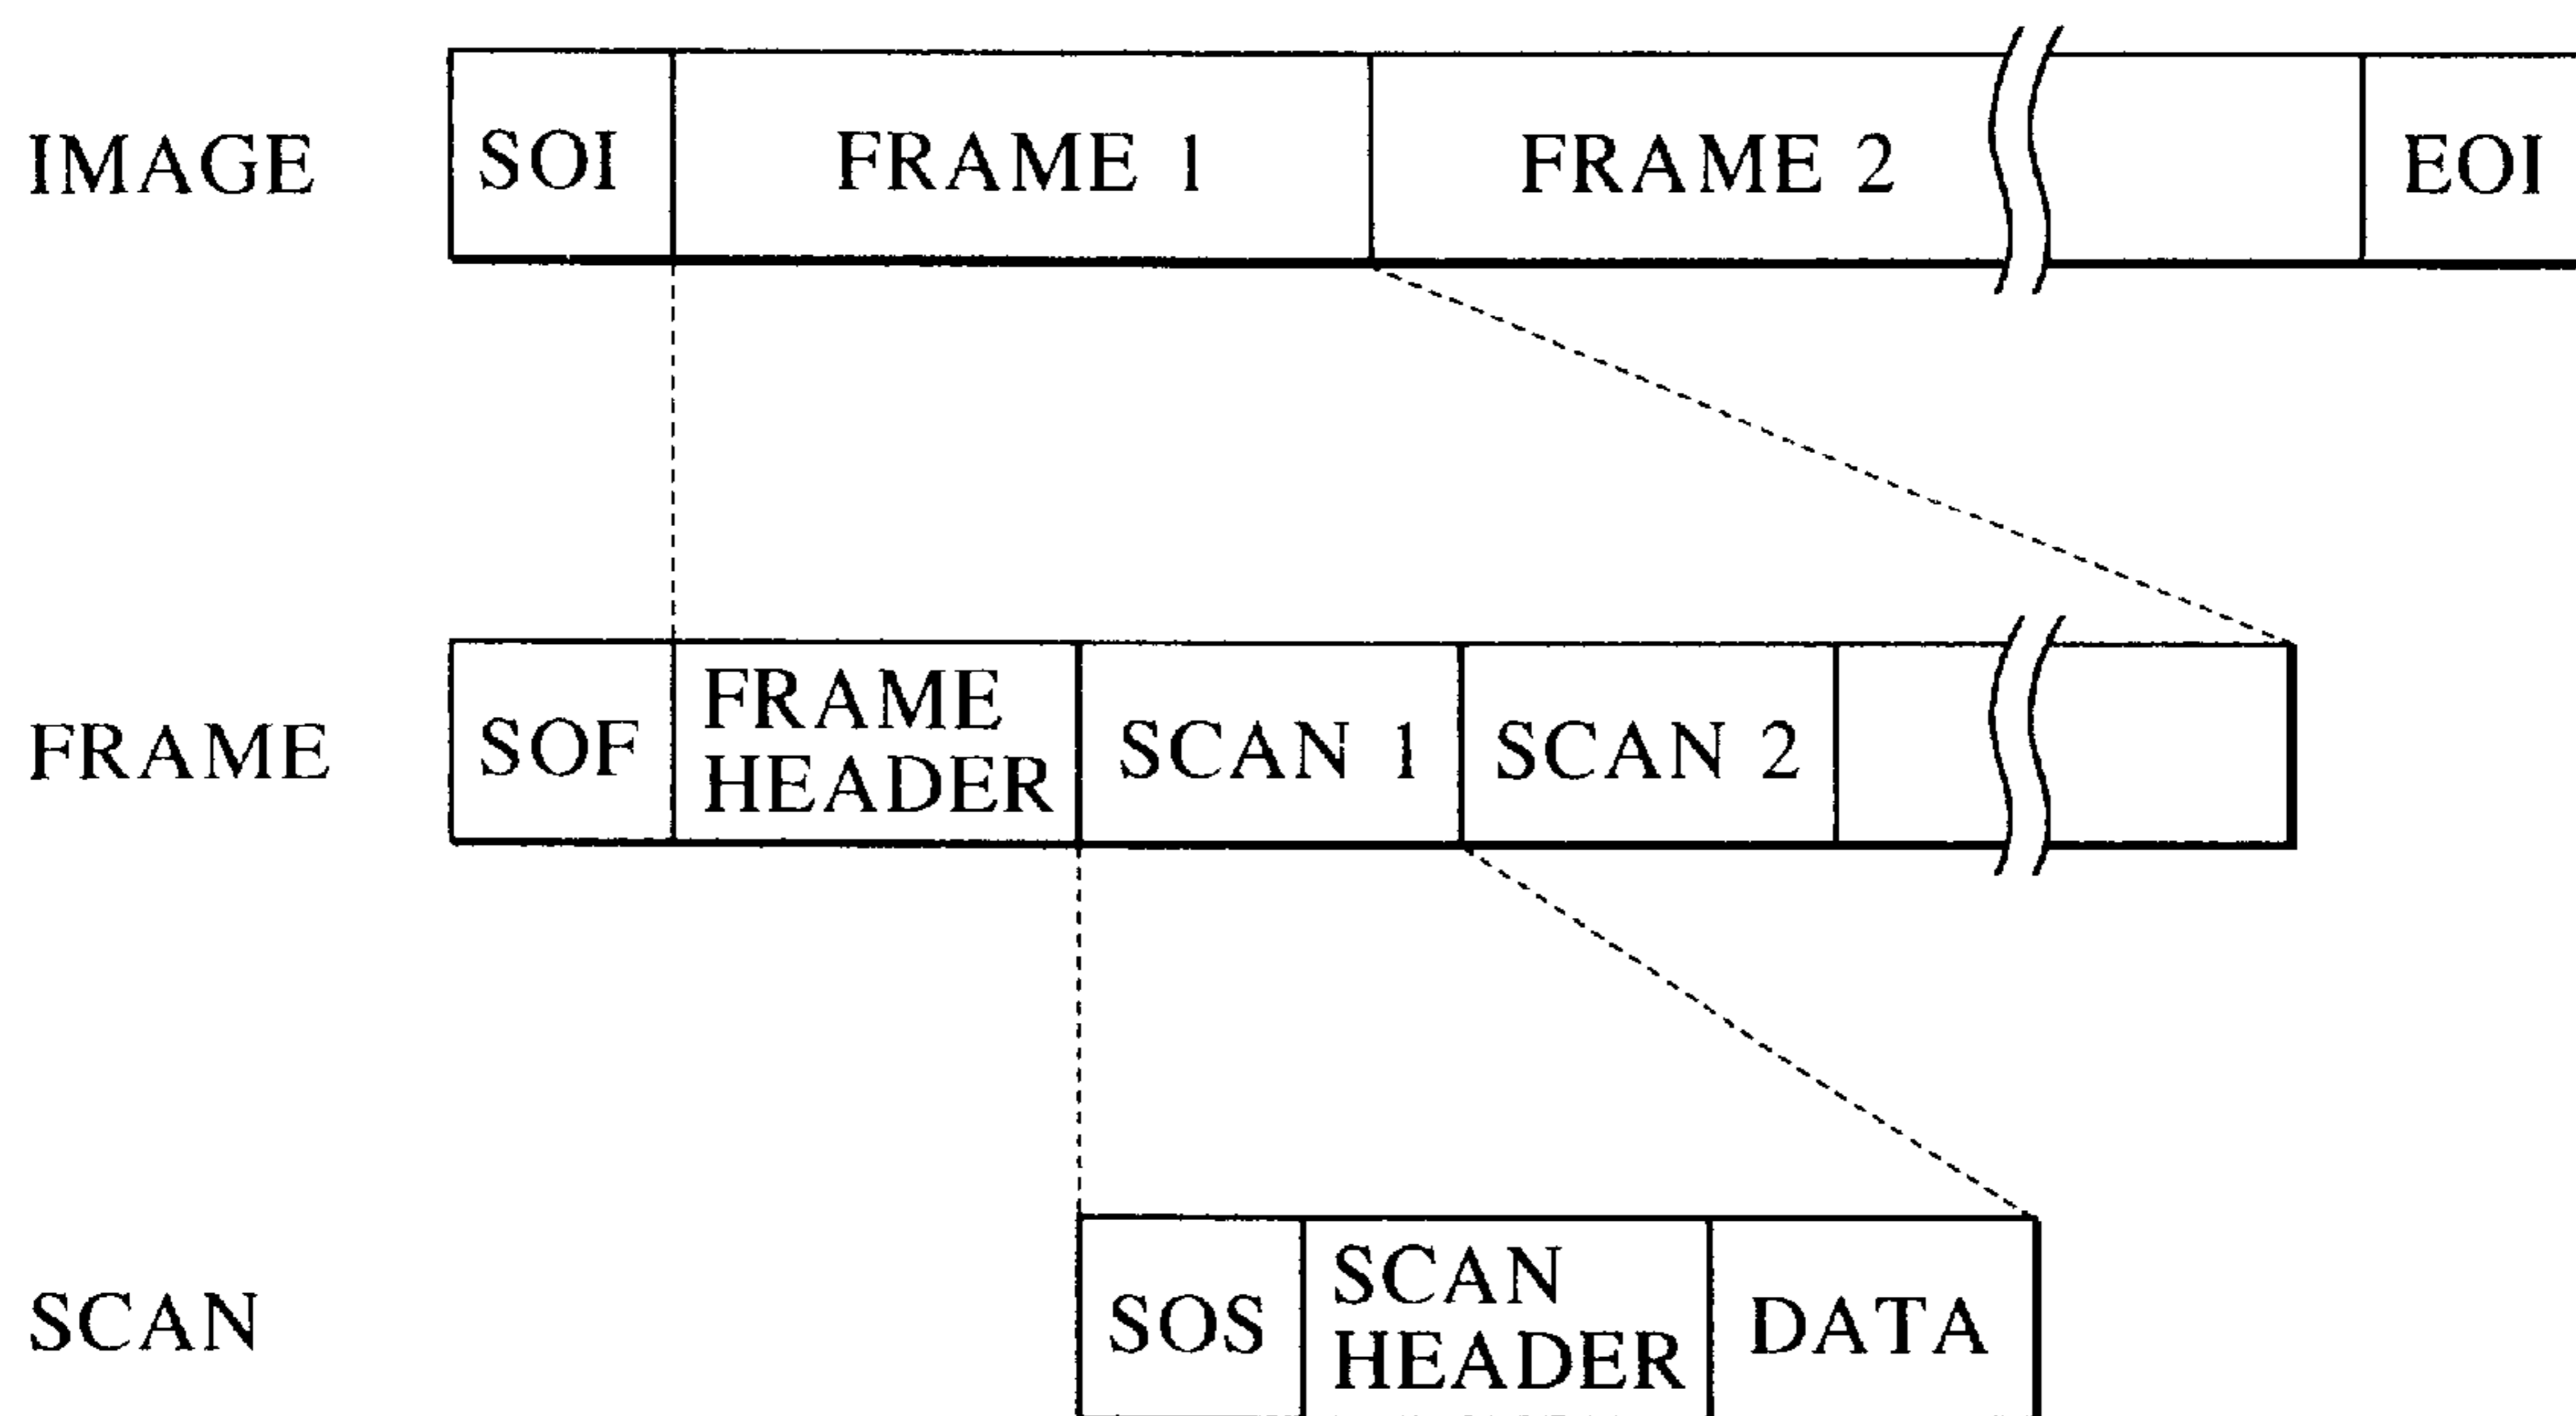 IMAGE SOI FRAME 1 FRAME 2 EOI
FRAME SOF FRAME HEADER SCAN 1 SCAN 2
SCAN SOS SCAN HEADER DATA